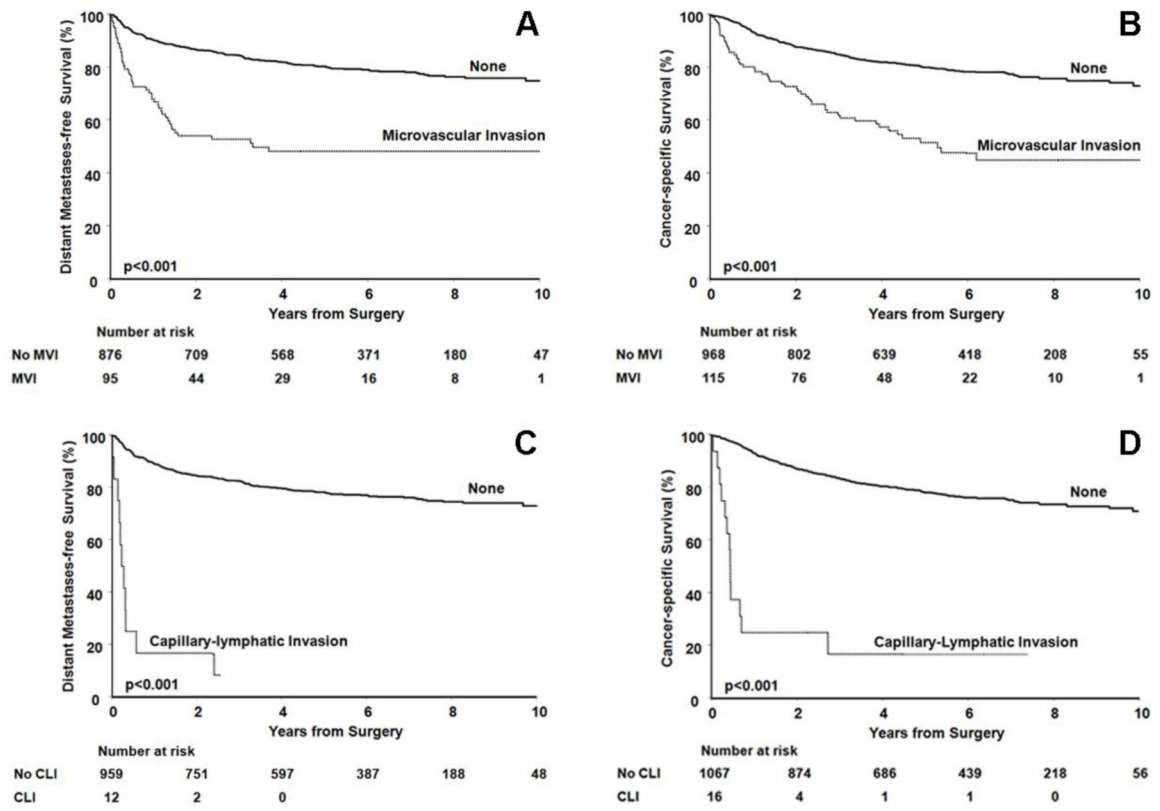 A
Distant Metastases-free Survival (%)
100
80
60
40
20
0
None
Microvascular Invasion
p<0.001
0 2 4 6 8 10
Years from Surgery
Number at risk
No MVI 876 709 568 371 180 47
MVI 95 44 29 16 8 1
B
Cancer-specific Survival (%)
100
80
60
40
20
0
None
Microvascular Invasion
p<0.001
0 2 4 6 8 10
Years from Surgery
Number at risk
No MVI 968 802 639 418 208 55
MVI 115 76 48 22 10 1
C
Distant Metastases-free Survival (%)
100
80
60
40
20
0
None
Capillary-lymphatic Invasion
p<0.001
0 2 4 6 8 10
Years from Surgery
Number at risk
No CLI 959 751 597 387 188 48
CLI 12 2 0
D
Cancer-specific Survival (%)
100
80
60
40
20
0
None
Capillary-Lymphatic Invasion
p<0.001
0 2 4 6 8 10
Years from Surgery
Number at risk
No CLI 1067 874 686 439 218 56
CLI 16 4 1 1 0